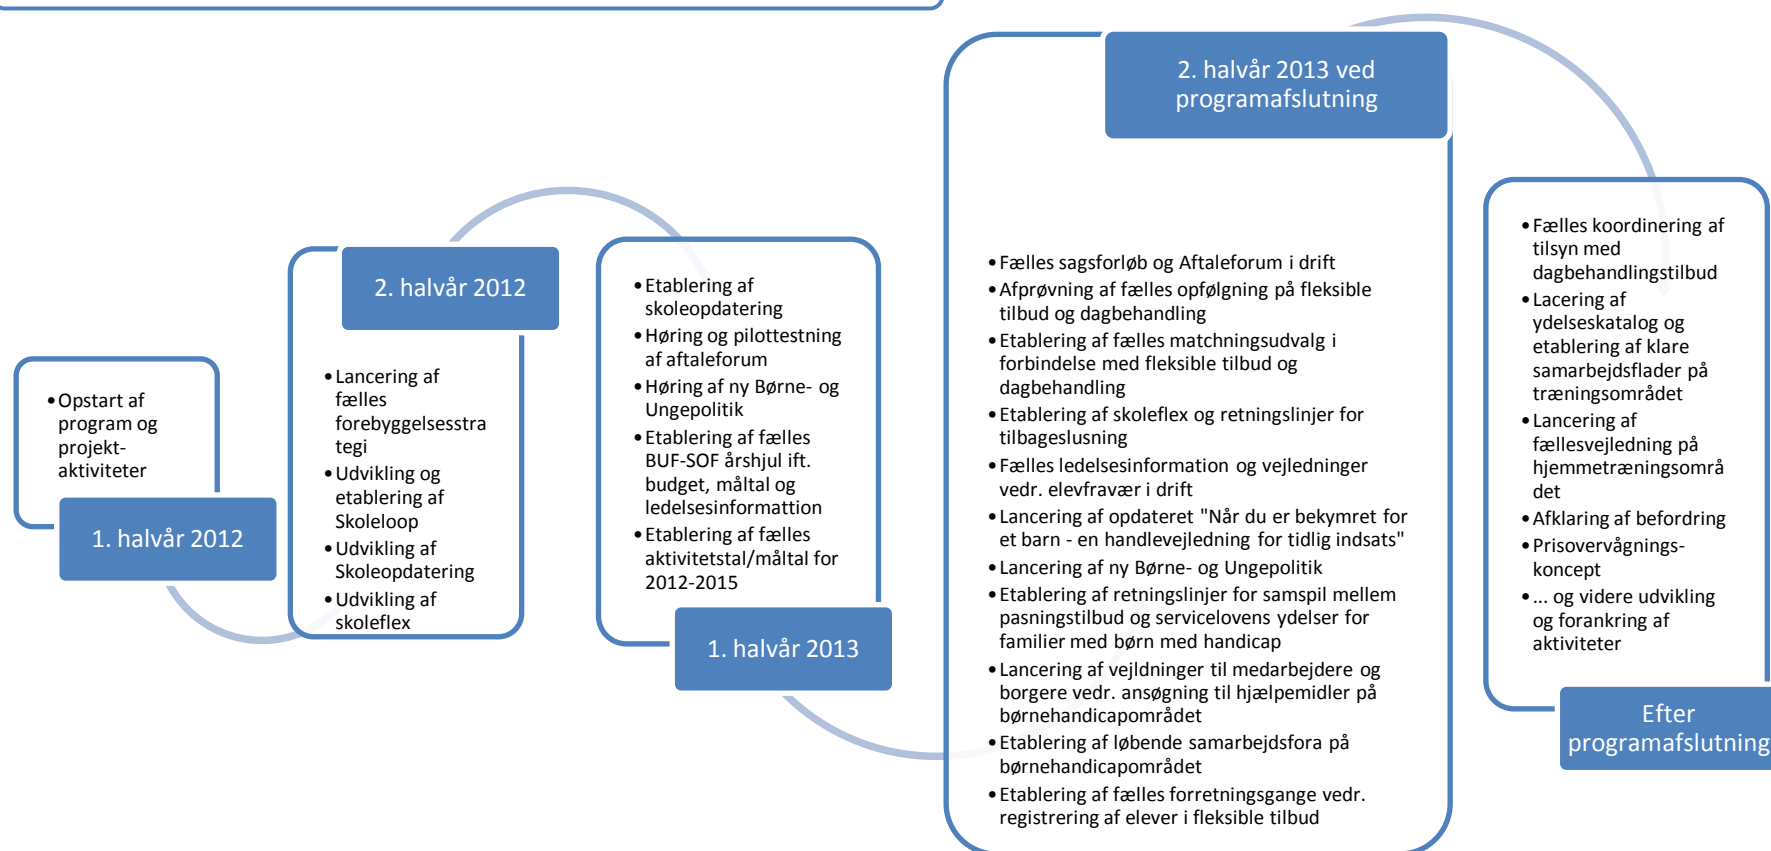 1. halvår 2012
•Opstart af
program og
projekt-
aktiviteter
2. halvår 2012
•Lancering af
fælles
forebyggelsesstra
tegi
•Udvikling og
etablering af
Skoleloop
•Udvikling af
Skoleopdatering
•Udvikling af
skoleflex
•Etablering af
skoleopdatering
•Høring og pilottestning
af aftaleforum
•Høring af ny Børne- og
Ungepolitik
•Etablering af fælles
BUF-SOF årshjul ift.
budget, måltal og
ledelsesinformattion
•Etablering af fælles
aktivitetstal/måltal for
2012-2015
1. halvår 2013
2. halvår 2013 ved
programafslutning
•Fælles sagsforløb og Aftaleforum i drift
•Afprøvning af fælles opfølgning på fleksible
tilbud og dagbehandling
•Etablering af fælles matchningsudvalg i
forbindelse med fleksible tilbud og
dagbehandling
•Etablering af skoleflex og retningslinjer for
tilbageslusning
•Fælles ledelsesinformation og vejledninger
vedr. elevfravær i drift
•Lancering af opdateret "Når du er bekymret for
et barn - en handlevejledning for tidlig indsats"
•Lancering af ny Børne- og Ungepolitik
•Etablering af retningslinjer for samspil mellem
pasningstilbud og servicelovens ydelser for
familier med børn med handicap
•Lancering af vejldninger til medarbejdere og
borgere vedr. ansøgning til hjælpemidler på
børnehandicapområdet
•Etablering af løbende samarbejdsfora på
børnehandicapområdet
•Etablering af fælles forretningsgange vedr.
registrering af elever i fleksible tilbud
•Fælles koordinering af
tilsyn med
dagbehandlingstilbud
•Lacering af
ydelseskatalog og
etablering af klare
samarbejdsflader på
træningsområdet
•Lancering af
fællesvejledning på
hjemmetræningsområ
det
•Afklaring af befordring
•Prisovervågnings-
koncept
•... og videre udvikling
og forankring af
aktiviteter
Efter
programafslutning